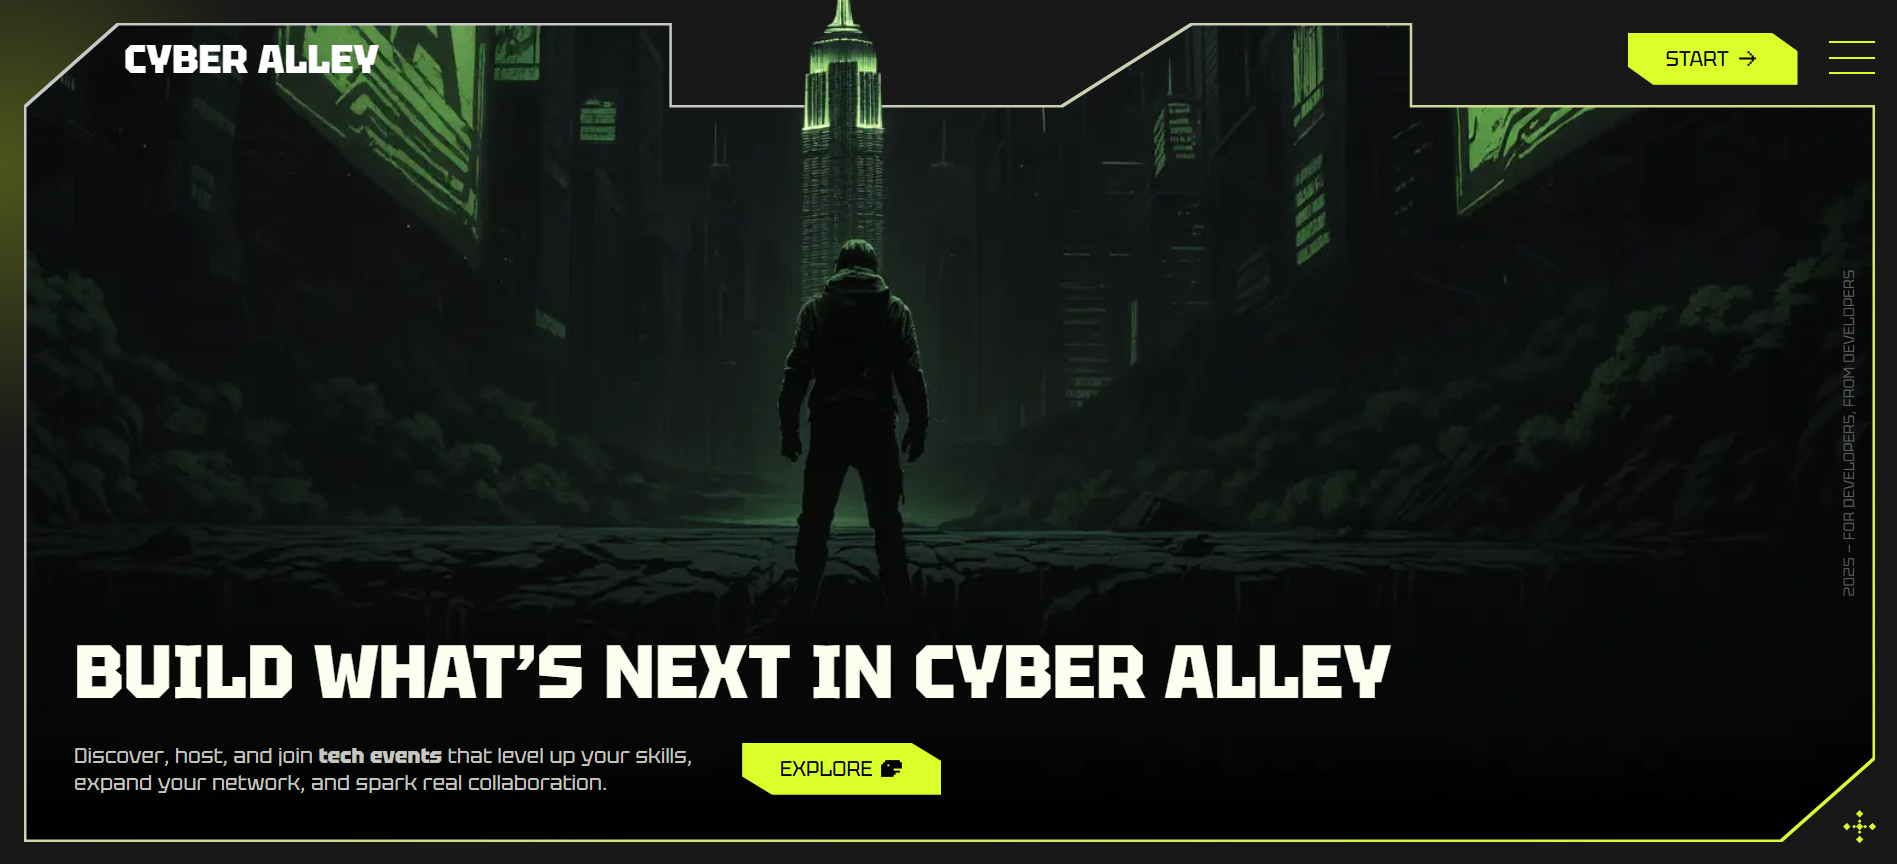 CYBER ALLEY
START
2025 – FOR DEVELOPERS, FROM DEVELOPERS
BUILD WHAT’S NEXT IN CYBER ALLEY
Discover, host, and join tech events that level up your skills,
expand your network, and spark real collaboration.
EXPLORE